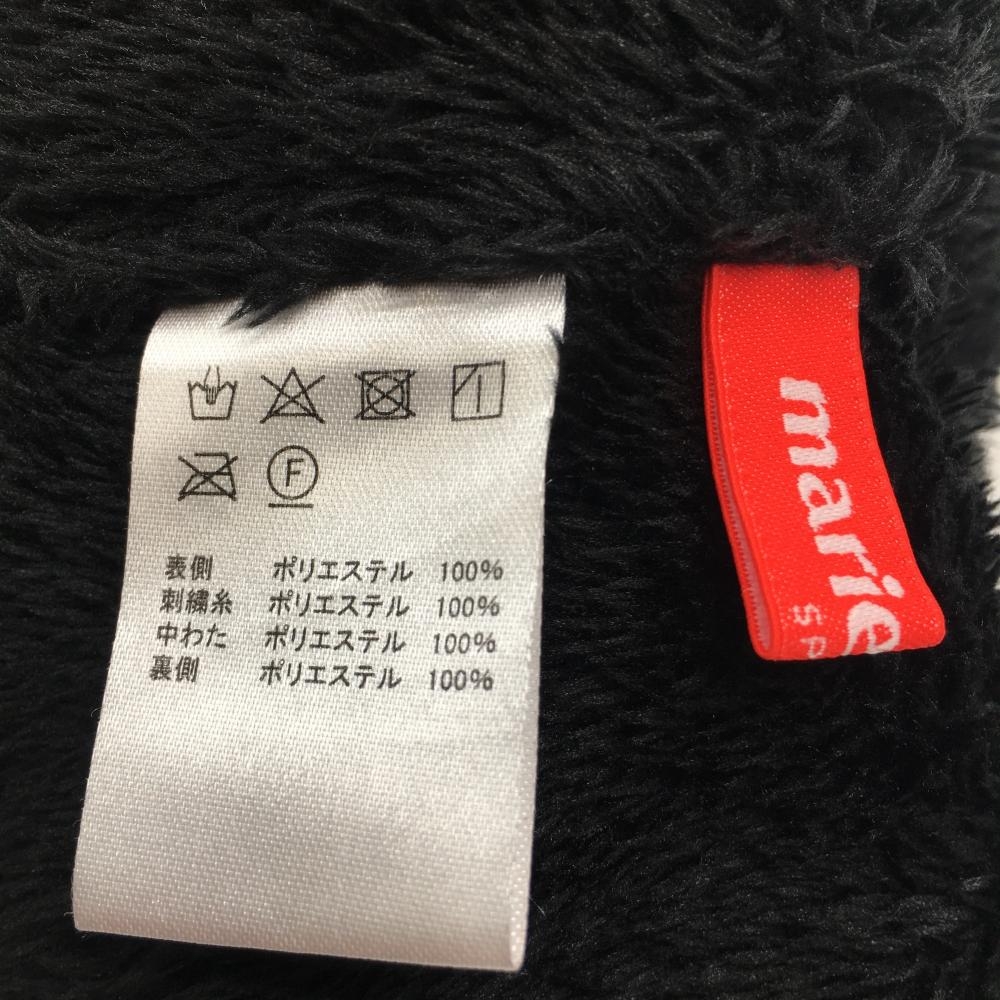 F
表側 ポリエステル 100%
刺繍糸 ポリエステル 100%
中わた ポリエステル 100%
裏側 ポリエステル 100%
marie
SP